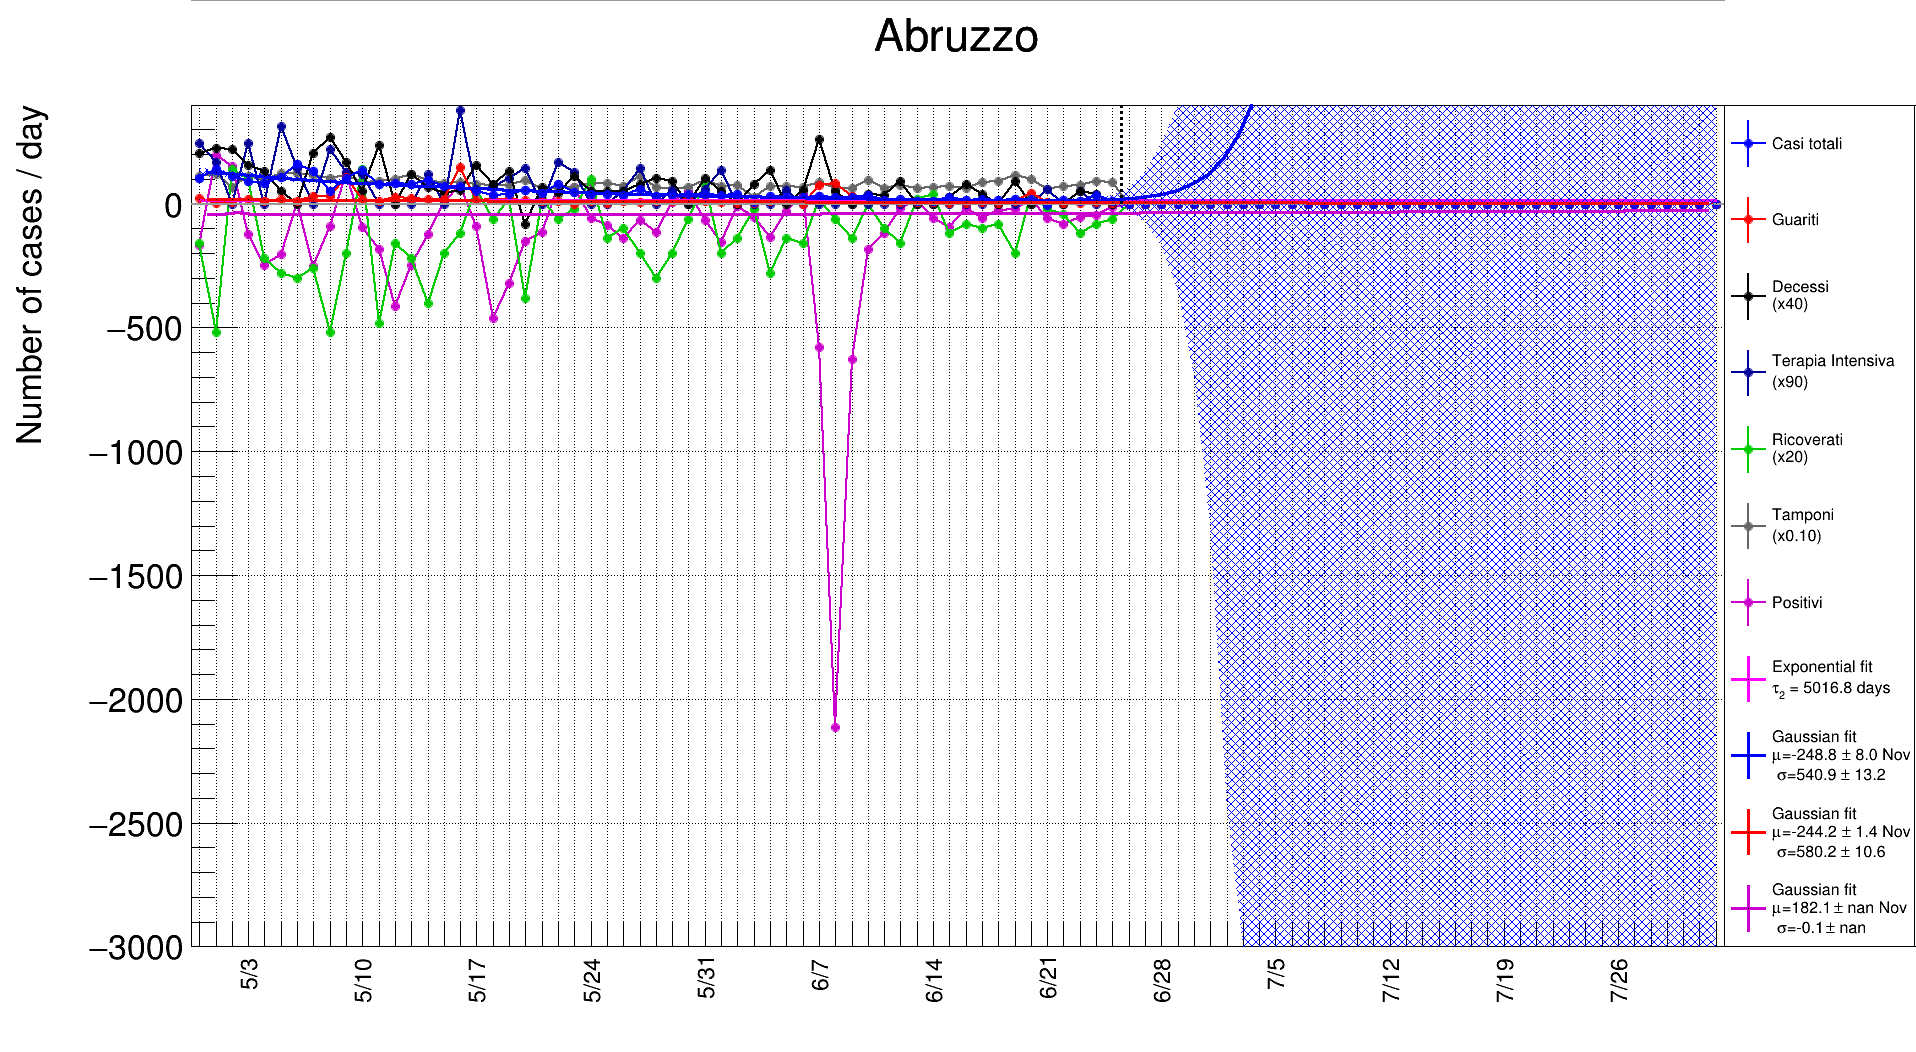 Abruzzo
Number of cases / day
0
−500
−1000
−1500
−2000
−2500
−3000
5/3
5/10
5/17
5/24
5/31
6/7
6/14
6/21
6/28
7/5
7/12
7/19
7/26
Casi totali
Guariti
Decessi
(x40)
Terapia Intensiva
(x90)
Ricoverati
(x20)
Tamponi
(x0.10)
Positivi
Exponential fit
τ2 = 5016.8 days
Gaussian fit
μ=-248.8 ± 8.0 Nov
σ=540.9 ± 13.2
Gaussian fit
μ=-244.2 ± 1.4 Nov
σ=580.2 ± 10.6
Gaussian fit
μ=182.1 ± nan Nov
σ=-0.1 ± nan